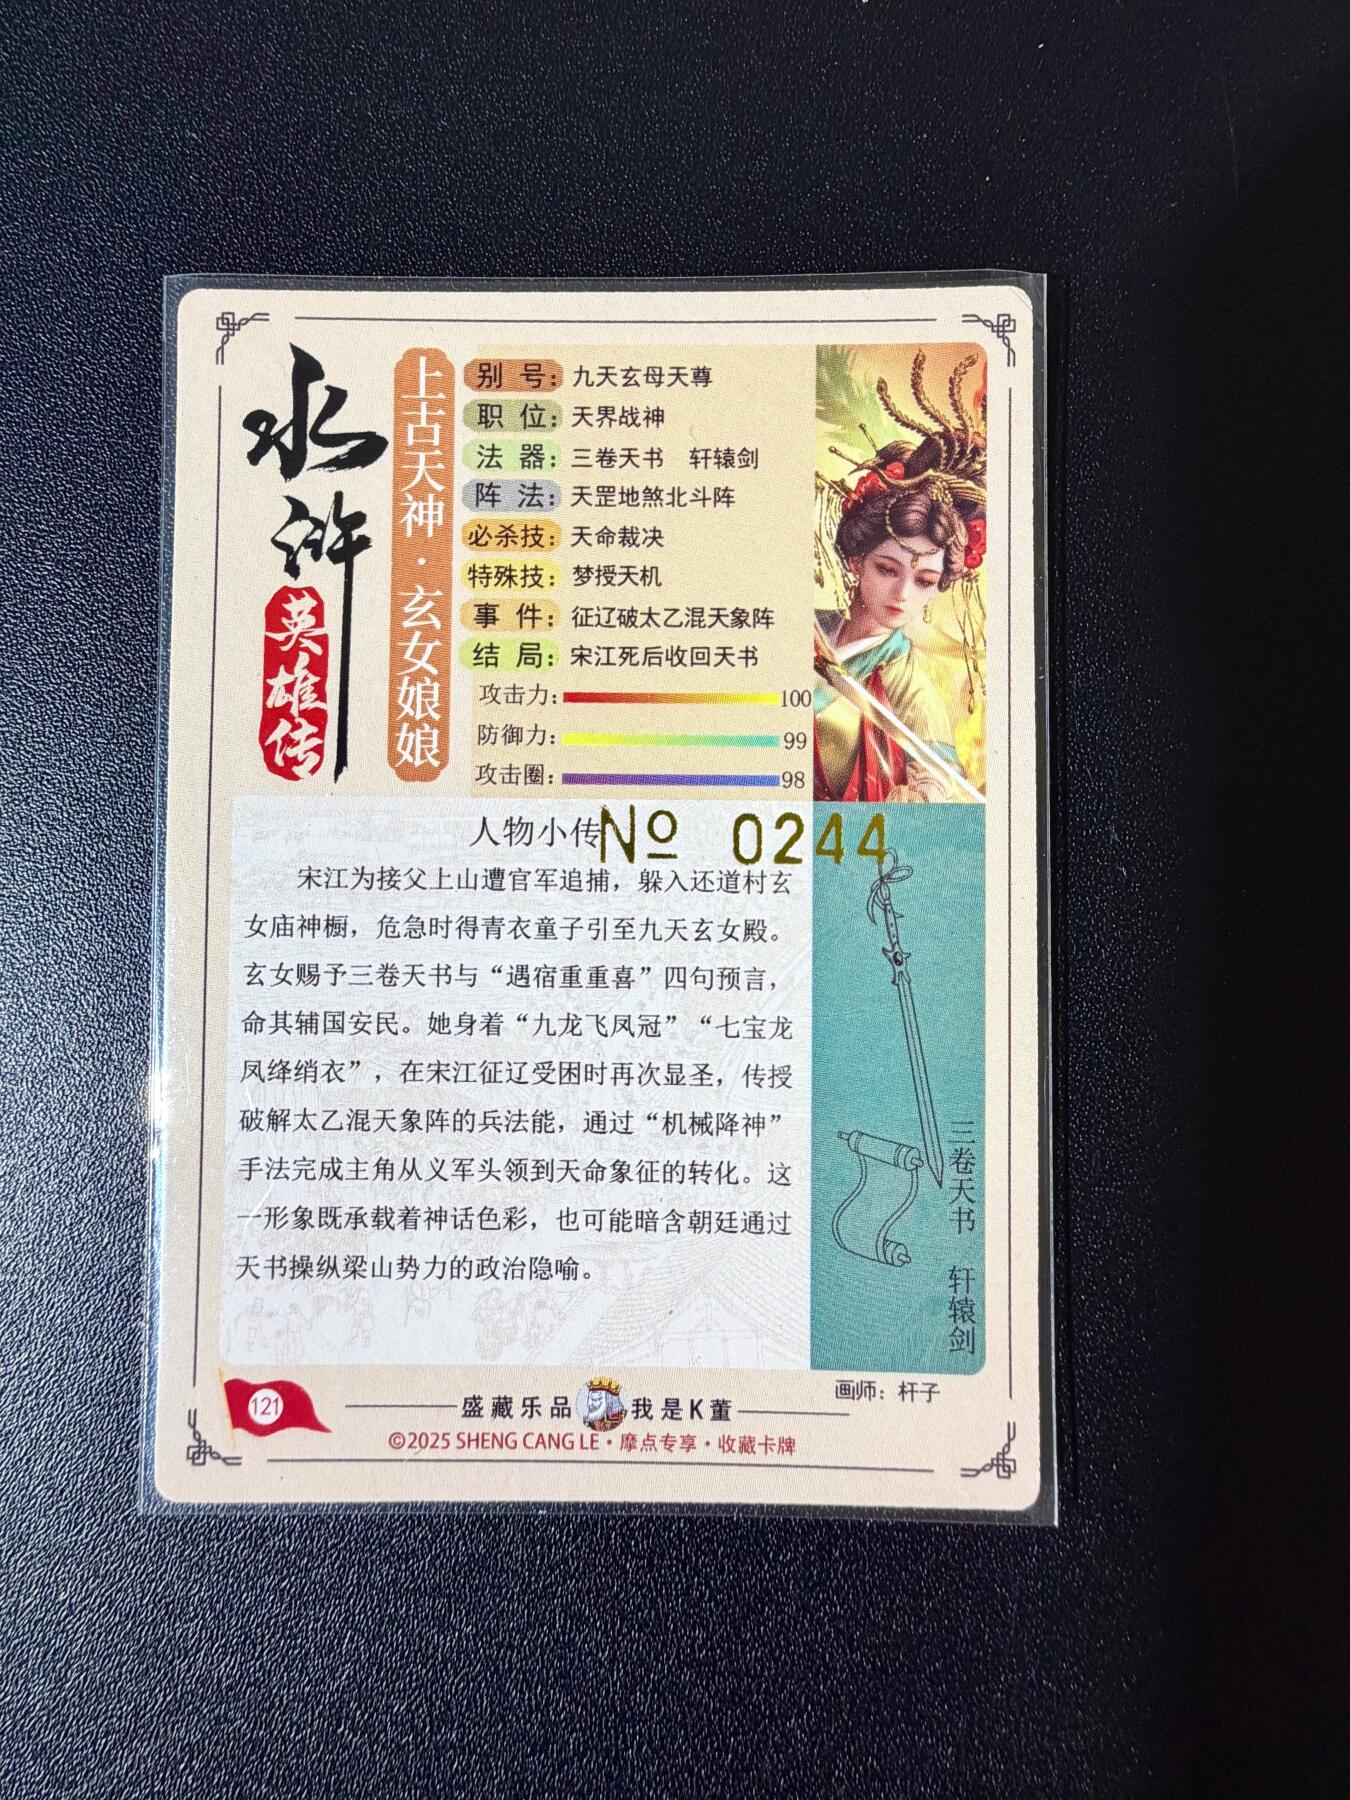 水浒
英雄传
上古天神·玄女娘娘
别号：九天玄母天尊
职位：天界战神
法器：三卷天书 轩辕剑
阵法：天罡地煞北斗阵
必杀技：天命裁决
特殊技：梦授天机
事件：征辽破太乙混天象阵
结局：宋江死后收回天书
攻击力：100
防御力：99
攻击圈：98
人物小传
№ 0244
宋江为接父上山遭官军追捕，躲入还道村玄
女庙神橱，危急时得青衣童子引至九天玄女殿。
玄女赐予三卷天书与“遇宿重重喜”四句预言，
命其辅国安民。她身着“九龙飞凤冠”“七宝龙
凤绛绡衣”，在宋江征辽受困时再次显圣，传授
破解太乙混天象阵的兵法能，通过“机械降神”
手法完成主角从义军头领到天命象征的转化。这
一形象既承载着神话色彩，也可能暗含朝廷通过
天书操纵梁山势力的政治隐喻。
三卷天书 轩辕剑
画师：杆子
121
盛藏乐品 我是K董
©2025 SHENG CANG LE·摩点专享·收藏卡牌